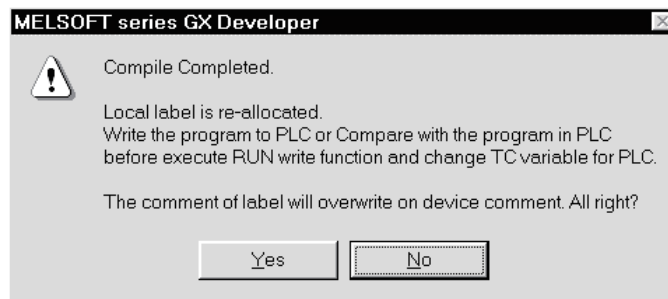 MELSOFT series GX Developer
Compile Completed.
Local label is re-allocated.
Write the program to PLC or Compare with the program in PLC
before execute RUN write function and change TC variable for PLC.
The comment of label will overwrite on device comment. All right?
Yes
No